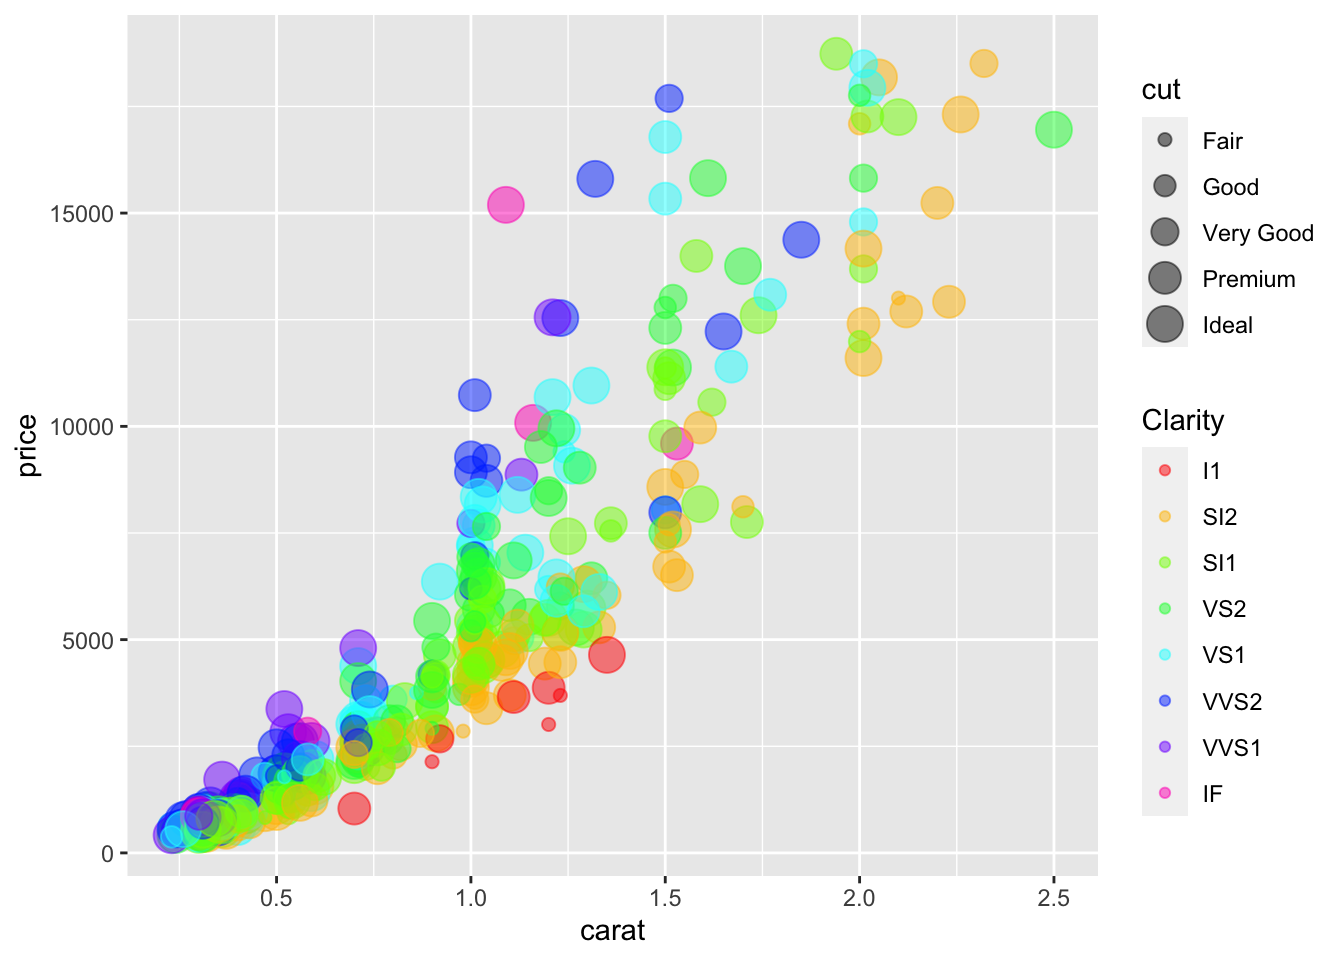 price
15000
10000
5000
0
0.5
1.0
1.5
2.0
2.5
carat
cut
Fair
Good
Very Good
Premium
Ideal
Clarity
I1
SI2
SI1
VS2
VS1
VVS2
VVS1
IF